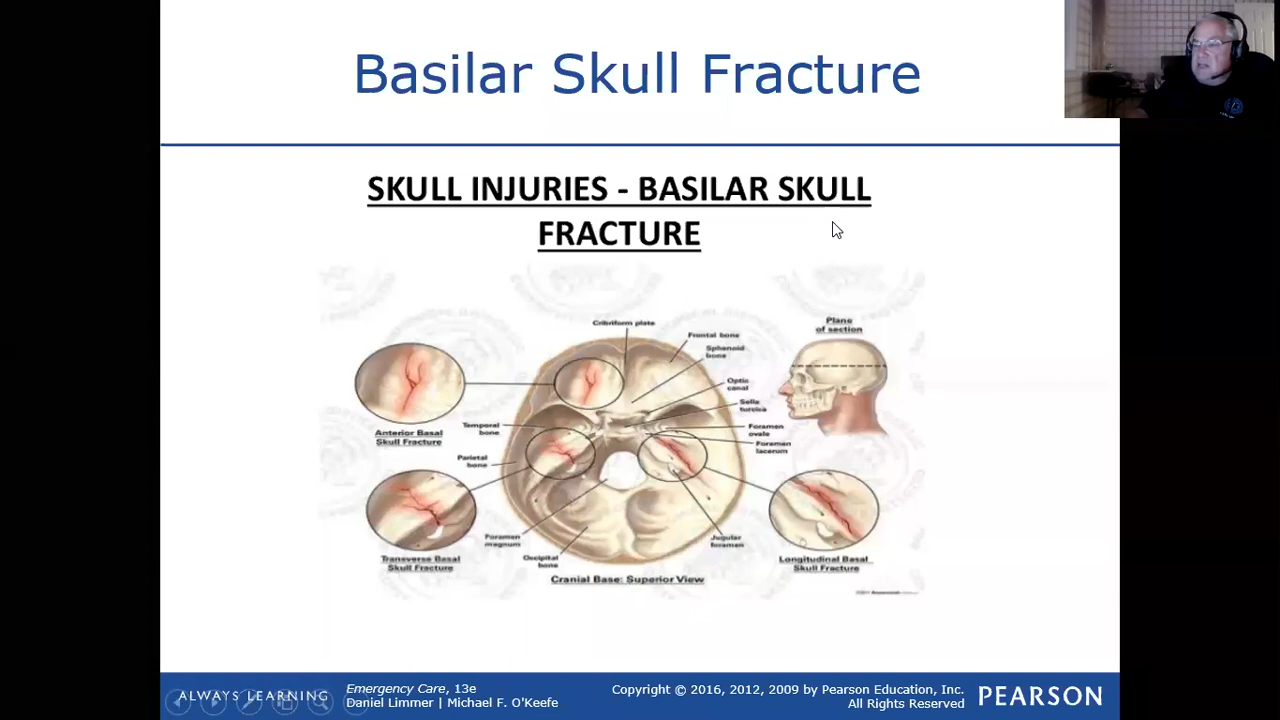 Basilar Skull Fracture
SKULL INJURIES - BASILAR SKULL
FRACTURE
Cribriform plate
Frontal bone
Sphenoid
bone
Optic
canal
Sella
turcica
Foramen
ovale
Foramen
lacerum
Plane
of section
Anterior Basal
Skull Fracture
Temporal
bone
Parietal
bone
Transverse Basal
Skull Fracture
Foramen
magnum
Occipital
bone
Jugular
foramen
Longitudinal Basal
Skull Fracture
Cranial Base: Superior View
ALWAYS LEARNING
Emergency Care, 13e
Daniel Limmer | Michael F. O'Keefe
Copyright © 2016, 2012, 2009 by Pearson Education, Inc.
All Rights Reserved
PEARSON